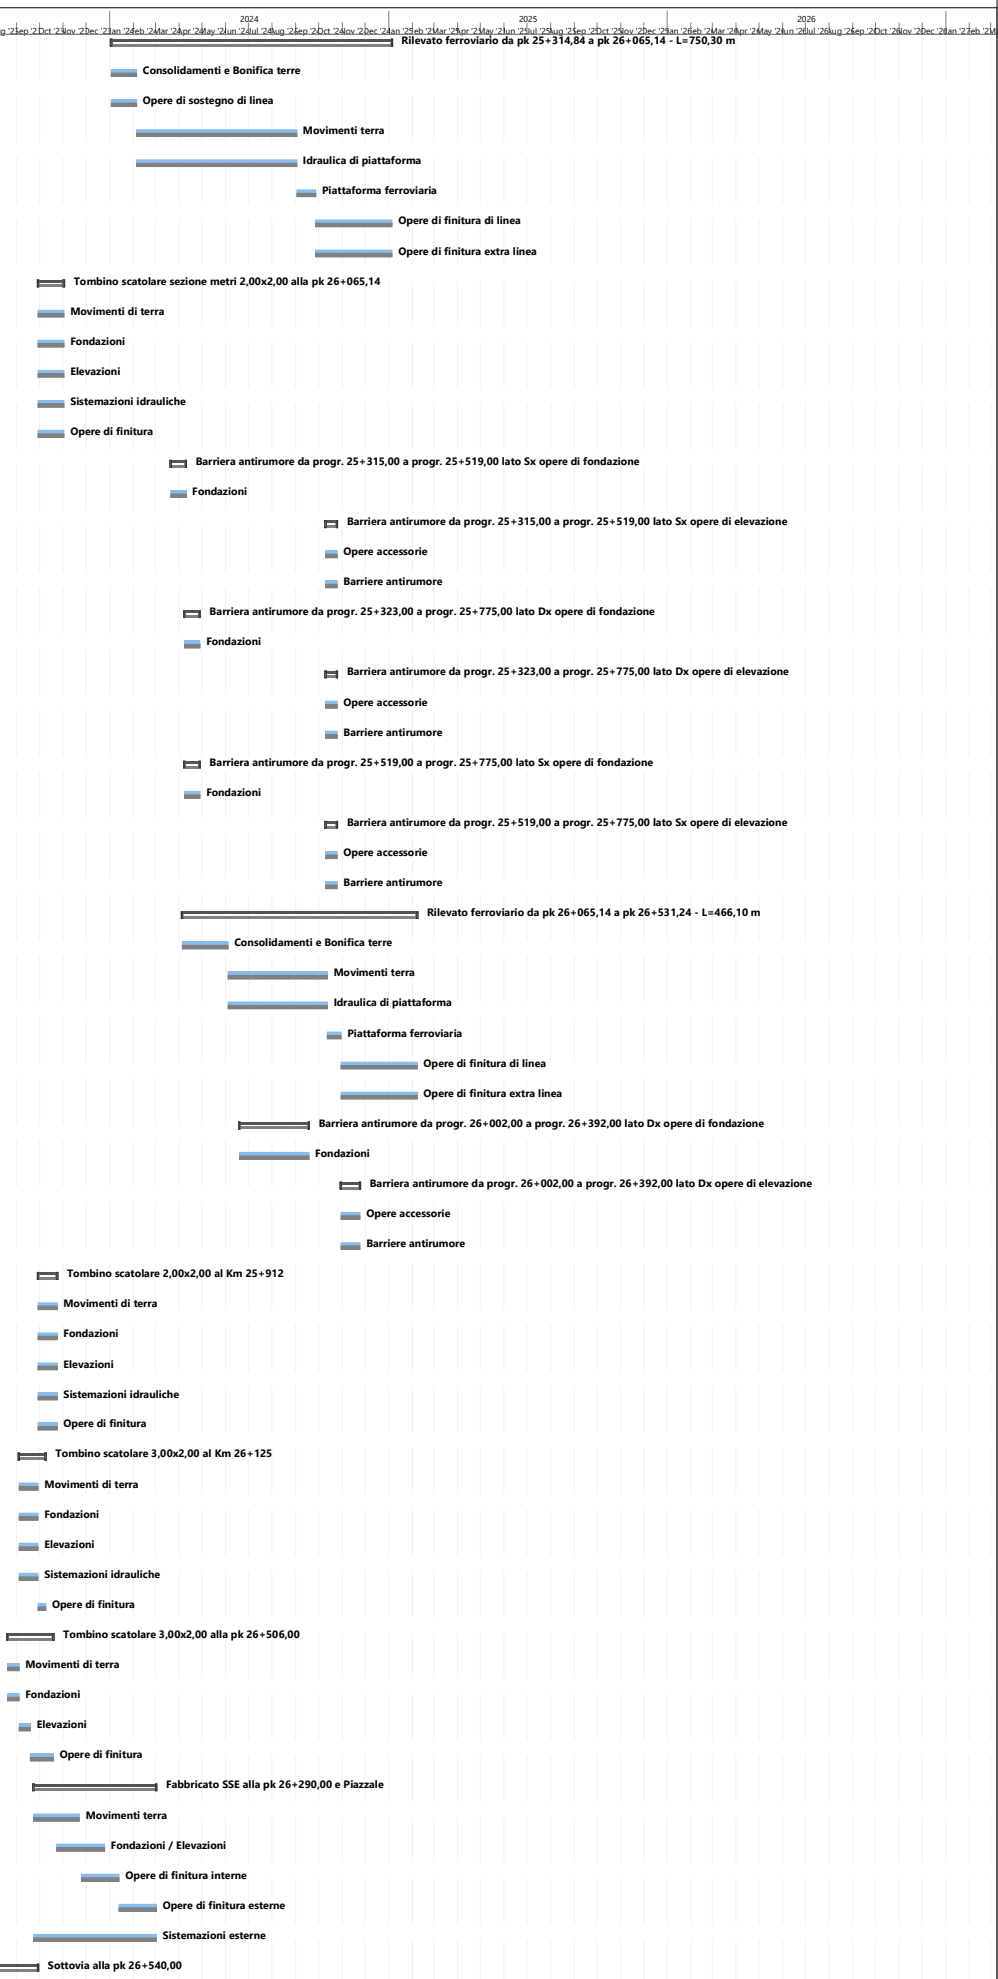 2024 2025 2026
Rilevato ferroviario da pk 25+314,84 a pk 26+065,14 - L=750,30 m
Consolidamenti e Bonifica terre
Opere di sostegno di linea
Movimenti terra
Idraulica di piattaforma
Piattaforma ferroviaria
Opere di finitura di linea
Opere di finitura extra linea
Tombino scatolare sezione metri 2,00x2,00 alla pk 26+065,14
Movimenti di terra
Fondazioni
Elevazioni
Sistemazioni idrauliche
Opere di finitura
Barriera antirumore da progr. 25+315,00 a progr. 25+519,00 lato Sx opere di fondazione
Fondazioni
Barriera antirumore da progr. 25+315,00 a progr. 25+519,00 lato Sx opere di elevazione
Opere accessorie
Barriere antirumore
Barriera antirumore da progr. 25+323,00 a progr. 25+775,00 lato Dx opere di fondazione
Fondazioni
Barriera antirumore da progr. 25+323,00 a progr. 25+775,00 lato Dx opere di elevazione
Opere accessorie
Barriere antirumore
Barriera antirumore da progr. 25+519,00 a progr. 25+775,00 lato Sx opere di fondazione
Fondazioni
Barriera antirumore da progr. 25+519,00 a progr. 25+775,00 lato Sx opere di elevazione
Opere accessorie
Barriere antirumore
Rilevato ferroviario da pk 26+065,14 a pk 26+531,24 - L=466,10 m
Consolidamenti e Bonifica terre
Movimenti terra
Idraulica di piattaforma
Piattaforma ferroviaria
Opere di finitura di linea
Opere di finitura extra linea
Barriera antirumore da progr. 26+002,00 a progr. 26+392,00 lato Dx opere di fondazione
Fondazioni
Barriera antirumore da progr. 26+002,00 a progr. 26+392,00 lato Dx opere di elevazione
Opere accessorie
Barriere antirumore
Tombino scatolare 2,00x2,00 al Km 25+912
Movimenti di terra
Fondazioni
Elevazioni
Sistemazioni idrauliche
Opere di finitura
Tombino scatolare 3,00x2,00 al Km 26+125
Movimenti di terra
Fondazioni
Elevazioni
Sistemazioni idrauliche
Opere di finitura
Tombino scatolare 3,00x2,00 alla pk 26+506,00
Movimenti di terra
Fondazioni
Elevazioni
Opere di finitura
Fabbricato SSE alla pk 26+290,00 e Piazzale
Movimenti terra
Fondazioni / Elevazioni
Opere di finitura interne
Opere di finitura esterne
Sistemazioni esterne
Sottovia alla pk 26+540,00